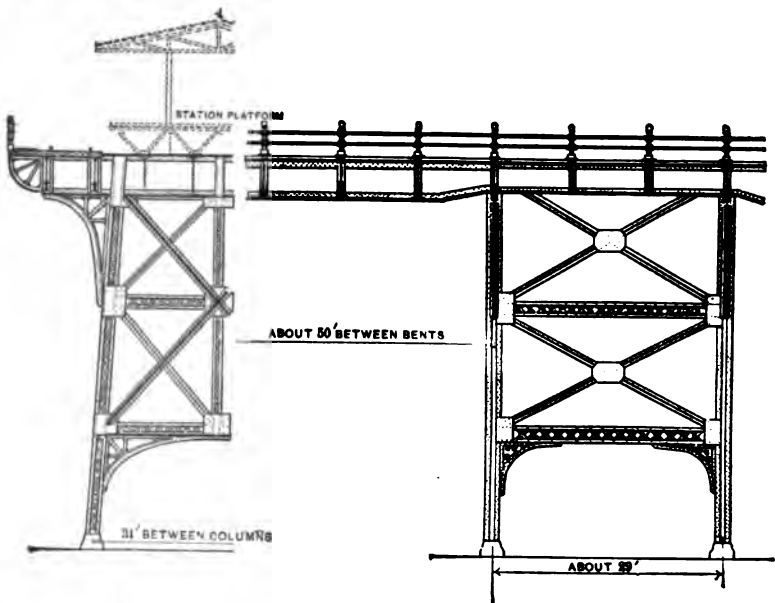 STATION PLATFORM
ABOUT 50' BETWEEN BENTS
31' BETWEEN COLUMNS
ABOUT 29'